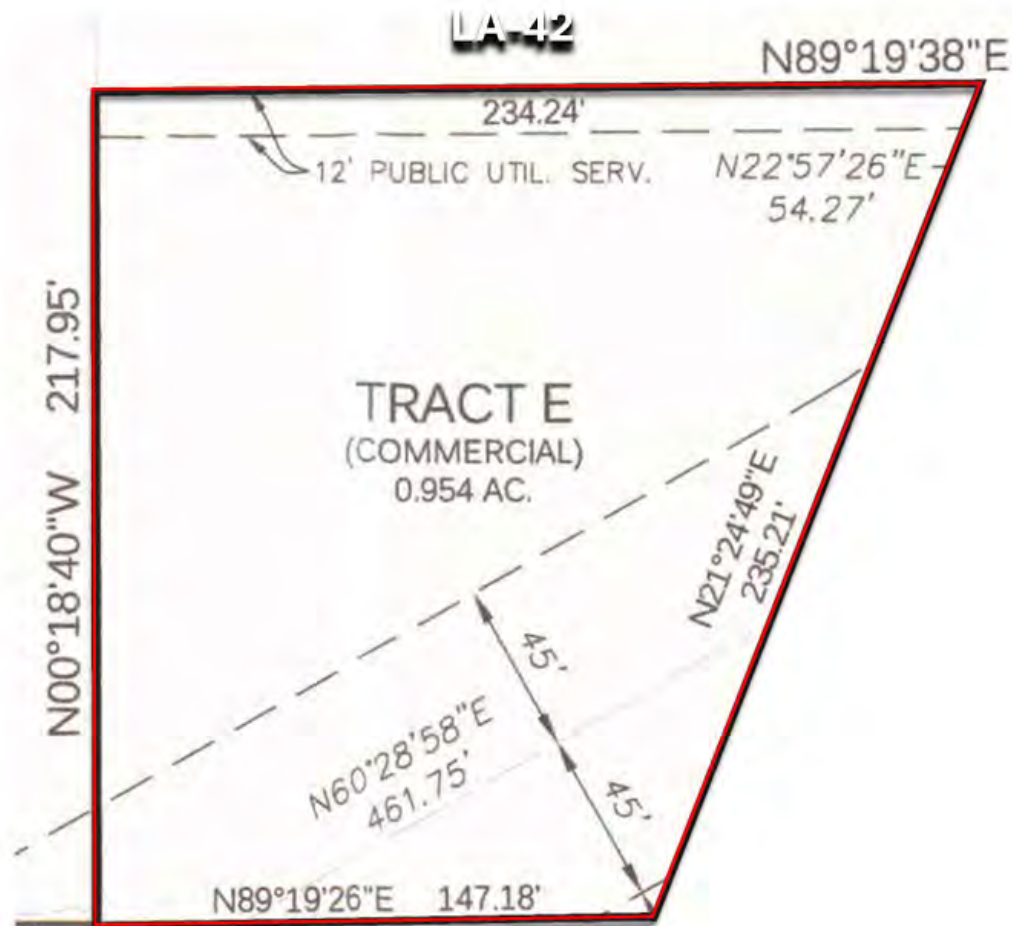 LA-42
N89°19'38"E
234.24'
12' PUBLIC UTIL. SERV.
N22°57'26"E
54.27'
N00°18'40"W 217.95'
TRACT E
(COMMERCIAL)
0.954 AC.
N21°24'49"E
235.21'
45'
N60°28'58"E
461.75'
45'
N89°19'26"E 147.18'